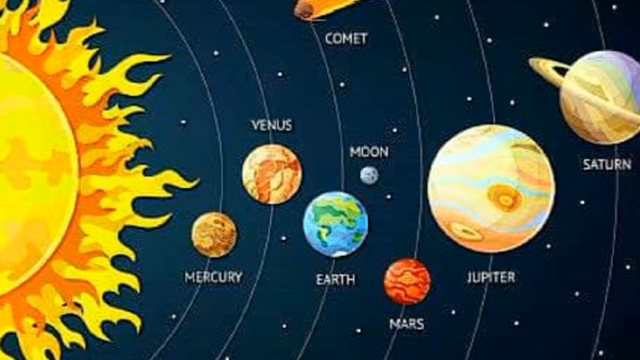 COMET
VENUS
MOON
SATURN
MERCURY
EARTH
JUPITER
MARS